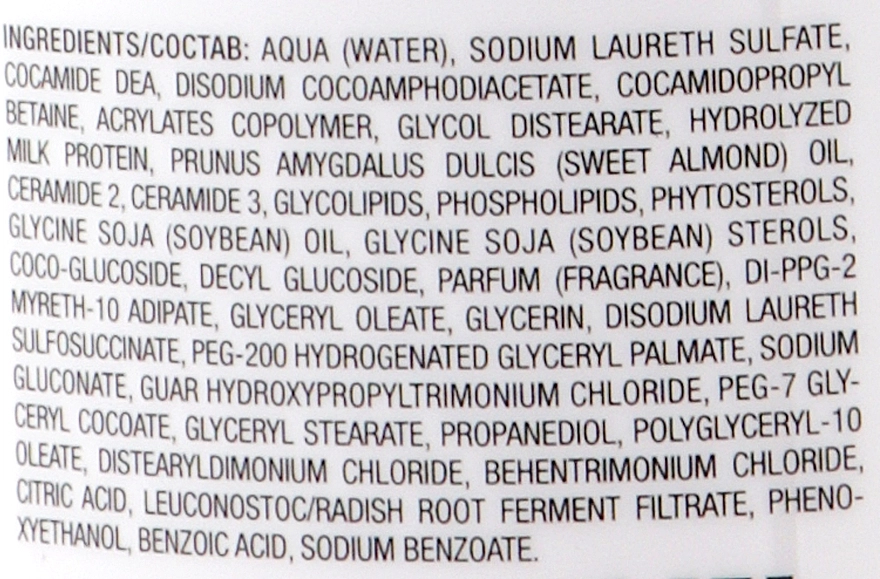 INGREDIENTS/СОСТАВ: AQUA (WATER), SODIUM LAURETH SULFATE,
COCAMIDE DEA, DISODIUM COCOAMPHODIACETATE, COCAMIDOPROPYL
BETAINE, ACRYLATES COPOLYMER, GLYCOL DISTEARATE, HYDROLYZED
MILK PROTEIN, PRUNUS AMYGDALUS DULCIS (SWEET ALMOND) OIL,
CERAMIDE 2, CERAMIDE 3, GLYCOLIPIDS, PHOSPHOLIPIDS, PHYTOSTEROLS,
GLYCINE SOJA (SOYBEAN) OIL, GLYCINE SOJA (SOYBEAN) STEROLS,
COCO-GLUCOSIDE, DECYL GLUCOSIDE, PARFUM (FRAGRANCE), DI-PPG-2
MYRETH-10 ADIPATE, GLYCERYL OLEATE, GLYCERIN, DISODIUM LAURETH
SULFOSUCCINATE, PEG-200 HYDROGENATED GLYCERYL PALMATE, SODIUM
GLUCONATE, GUAR HYDROXYPROPYLTRIMONIUM CHLORIDE, PEG-7 GLY-
CERYL COCOATE, GLYCERYL STEARATE, PROPANEDIOL, POLYGLYCERYL-10
OLEATE, DISTEARYLDIMONIUM CHLORIDE, BEHENTRIMONIUM CHLORIDE,
CITRIC ACID, LEUCONOSTOC/RADISH ROOT FERMENT FILTRATE, PHENO-
XYETHANOL, BENZOIC ACID, SODIUM BENZOATE.